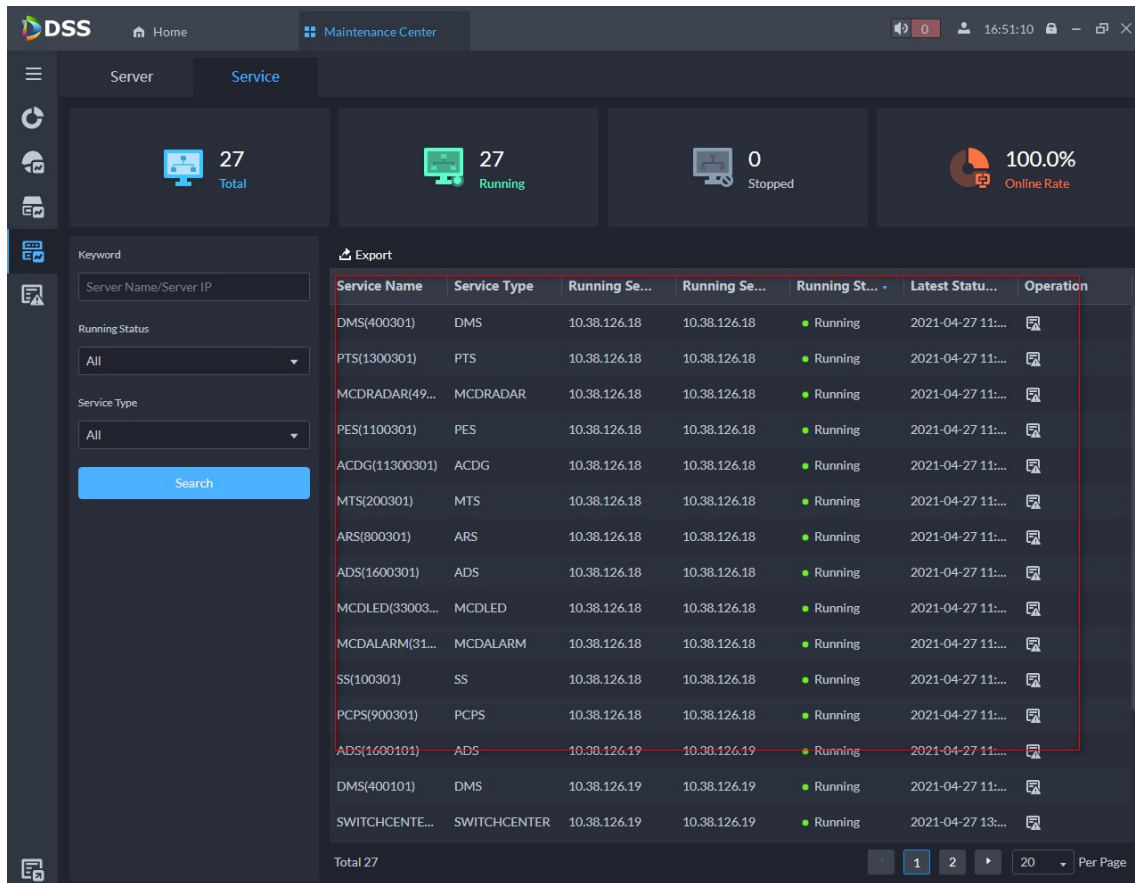 DSS Home Maintenance Center 0 16:51:10
Server Service
27 27 0 100.0%
Total Running Stopped Online Rate
Keyword
Server Name/Server IP
Running Status
All
Service Type
All
Search
Export
Service Name Service Type Running Se... Running Se... Running St... Latest Statu... Operation
DMS(400301) DMS 10.38.126.18 10.38.126.18 Running 2021-04-27 11:...
PTS(1300301) PTS 10.38.126.18 10.38.126.18 Running 2021-04-27 11:...
MCDRADAR(49... MCDRADAR 10.38.126.18 10.38.126.18 Running 2021-04-27 11:...
PES(1100301) PES 10.38.126.18 10.38.126.18 Running 2021-04-27 11:...
ACDG(11300301) ACDG 10.38.126.18 10.38.126.18 Running 2021-04-27 11:...
MTS(200301) MTS 10.38.126.18 10.38.126.18 Running 2021-04-27 11:...
ARS(800301) ARS 10.38.126.18 10.38.126.18 Running 2021-04-27 11:...
ADS(1600301) ADS 10.38.126.18 10.38.126.18 Running 2021-04-27 11:...
MCDLED(33003... MCDLED 10.38.126.18 10.38.126.18 Running 2021-04-27 11:...
MCDALARM(31... MCDALARM 10.38.126.18 10.38.126.18 Running 2021-04-27 11:...
SS(100301) SS 10.38.126.18 10.38.126.18 Running 2021-04-27 11:...
PCPS(900301) PCPS 10.38.126.18 10.38.126.18 Running 2021-04-27 11:...
ADS(1600101) ADS 10.38.126.19 10.38.126.19 Running 2021-04-27 11:...
DMS(400101) DMS 10.38.126.19 10.38.126.19 Running 2021-04-27 11:...
SWITCHCENTE... SWITCHCENTER 10.38.126.19 10.38.126.19 Running 2021-04-27 13:...
Total 27 1 2 20 Per Page